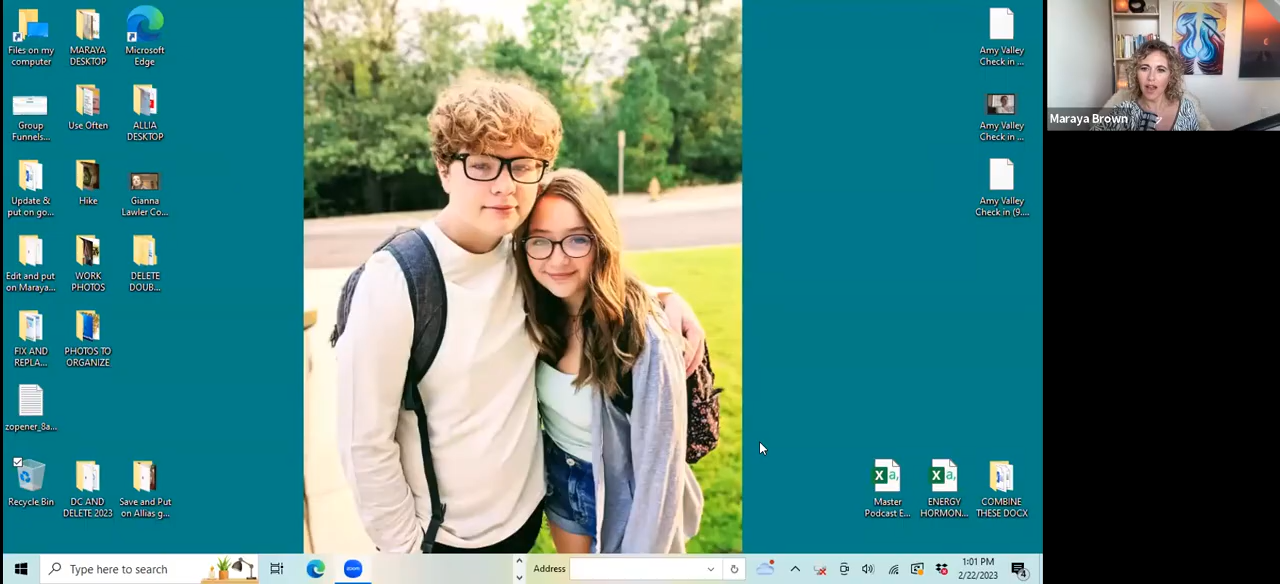 Files on my
computer
MARAYA
DESKTOP
Microsoft
Edge
Group
Funnels...
Use Often
ALLIA
DESKTOP
Update &
put on go...
Hike
Gianna
Lawler Co...
Edit and put
on Maraya...
WORK
PHOTOS
DELETE
DOUB...
FIX AND
REPLA...
PHOTOS TO
ORGANIZE
zopener_8a...
Recycle Bin
DC AND
DELETE 2023
Save and Put
on Allias g...
Amy Valley
Check in ...
Amy Valley
Check in ...
Amy Valley
Check in (9....
Master
Podcast E...
ENERGY
HORMON...
COMBINE
THESE DOCX
Maraya Brown
Type here to search
zoom
Address
1:01 PM
2/22/2023
4